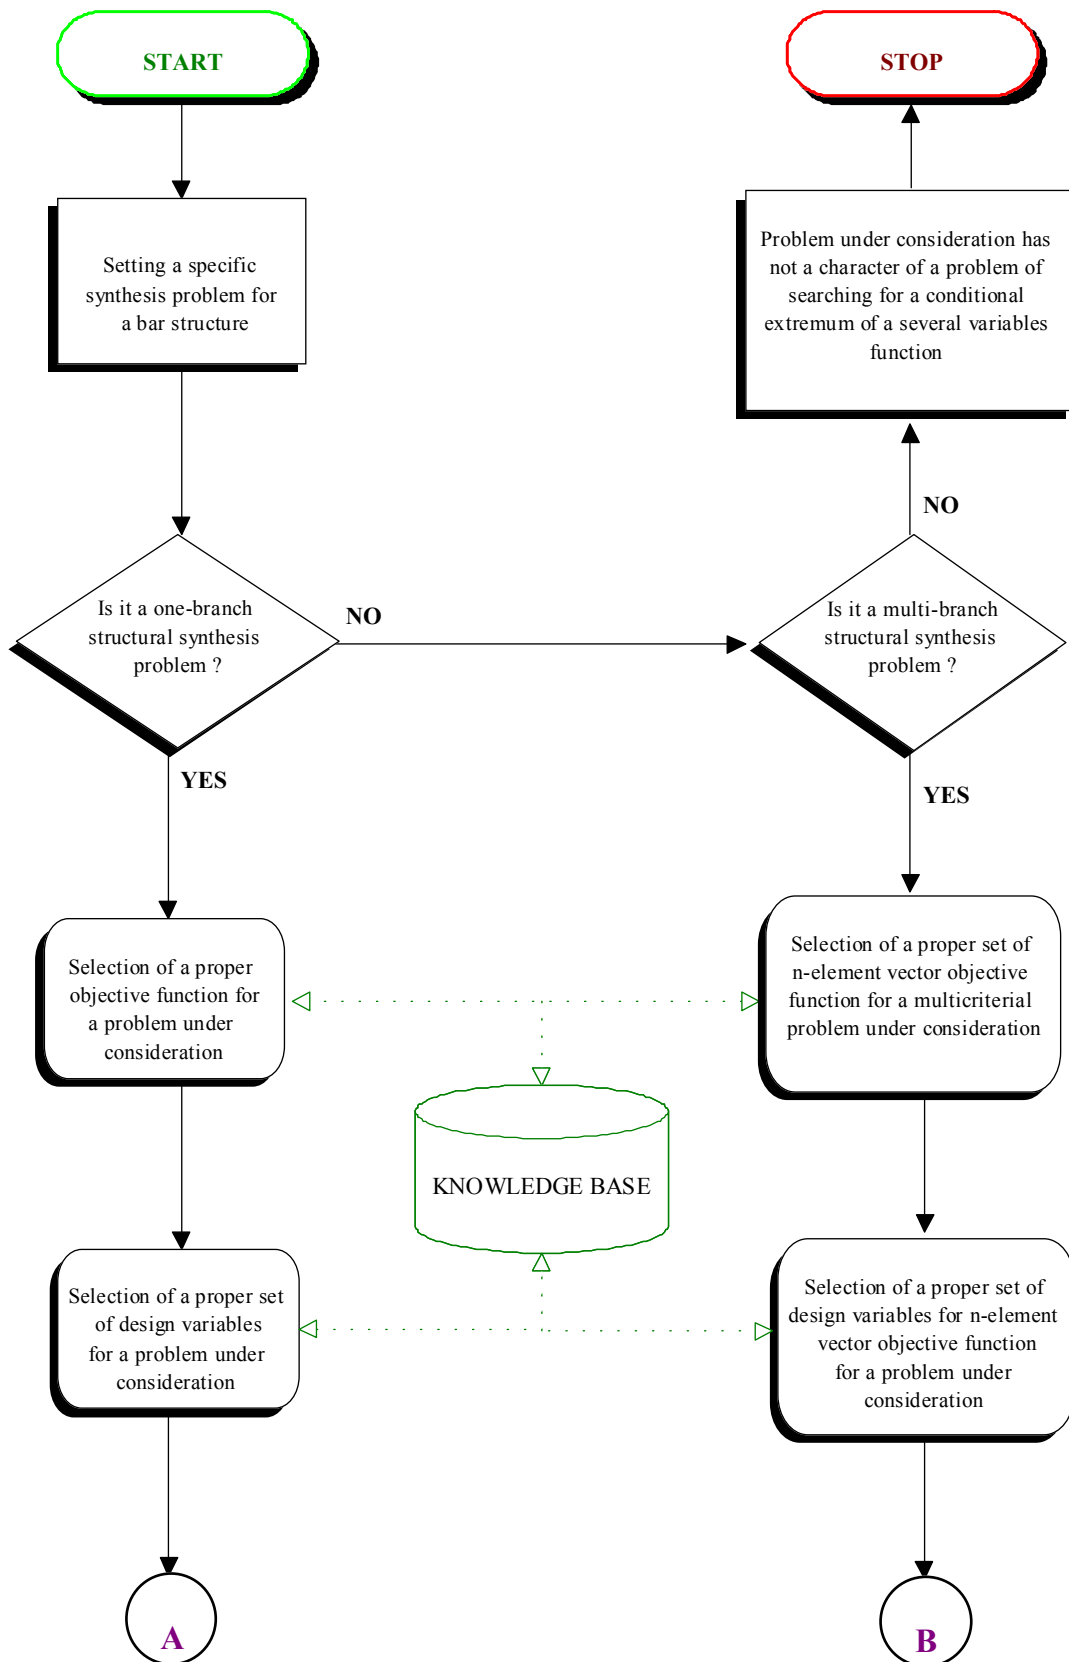 START
STOP
Setting a specific
synthesis problem for
a bar structure
Problem under consideration has
not a character of a problem of
searching for a conditional
extremum of a several variables
function
NO
Is it a one-branch
structural synthesis
problem ?
NO
Is it a multi-branch
structural synthesis
problem ?
YES
YES
Selection of a proper
objective function for
a problem under
consideration
Selection of a proper set of
n-element vector objective
function for a multicriterial
problem under consideration
KNOWLEDGE BASE
Selection of a proper set
of design variables
for a problem under
consideration
Selection of a proper set of
design variables for n-element
vector objective function
for a problem under
consideration
A
B